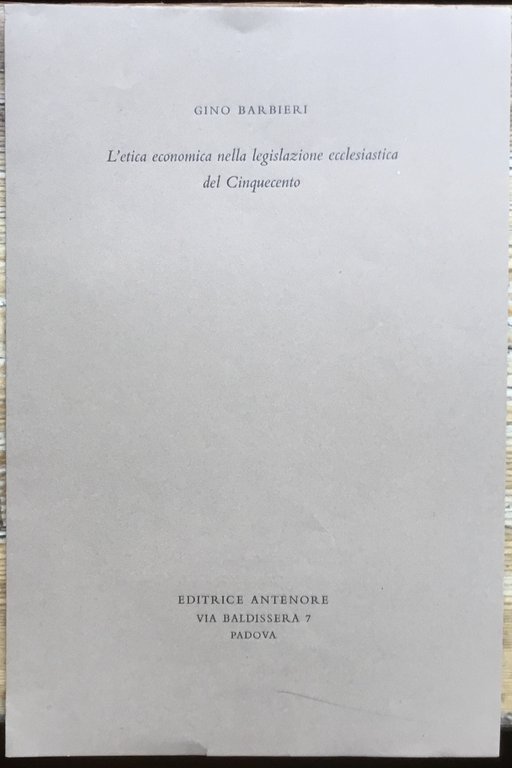 GINO BARBIERI
L'etica economica nella legislazione ecclesiastica
del Cinquecento
EDITRICE ANTENORE
VIA BALDISSERA 7
PADOVA